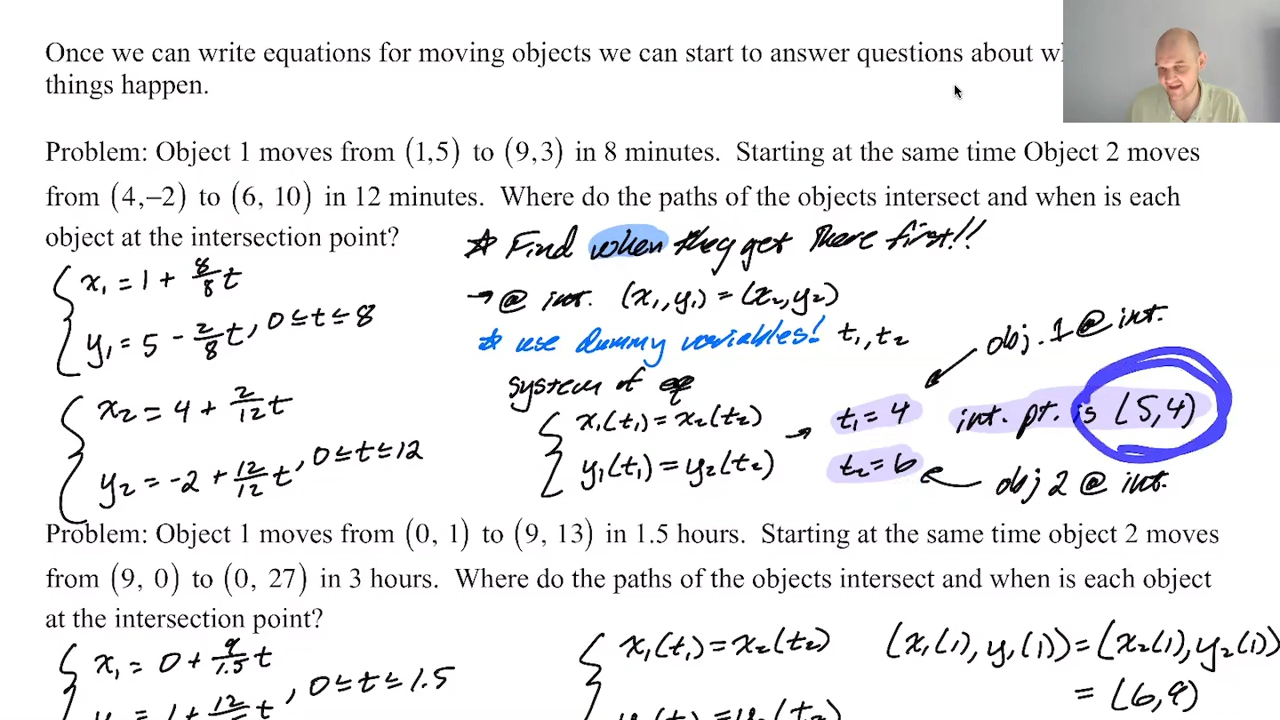 Once we can write equations for moving objects we can start to answer questions about
things happen.
Problem: Object 1 moves from (1,5) to (9,3) in 8 minutes. Starting at the same time Object 2 moves
from (4,−2) to (6, 10) in 12 minutes. Where do the paths of the objects intersect and when is each
object at the intersection point?
☆ Find when they get there first!!
x₁ = 1 + 8/8 t
y₁ = 5 - 2/8 t, 0≤t≤8
→ @ int. (x₁,y₁) = (x₂,y₂)
☆ use dummy variables! t₁, t₂
obj. 1 @ int.
system of eq
x₂ = 4 + 2/12 t
y₂ = -2 + 12/12 t, 0≤t≤12
x₁(t₁) = x₂(t₂)
y₁(t₁) = y₂(t₂)
→ t₁ = 4
t₂ = 6
int. pt. is (5,4)
obj 2 @ int.
Problem: Object 1 moves from (0, 1) to (9, 13) in 1.5 hours. Starting at the same time object 2 moves
from (9, 0) to (0, 27) in 3 hours. Where do the paths of the objects intersect and when is each object
at the intersection point?
x₁ = 0 + 9/1.5 t
, 0≤t≤1.5
x₁(t₁) = x₂(t₂)
y₁(t₁) = y₂(t₂)
(x₁(1), y₁(1)) = (x₂(1), y₂(1))
= (6,9)